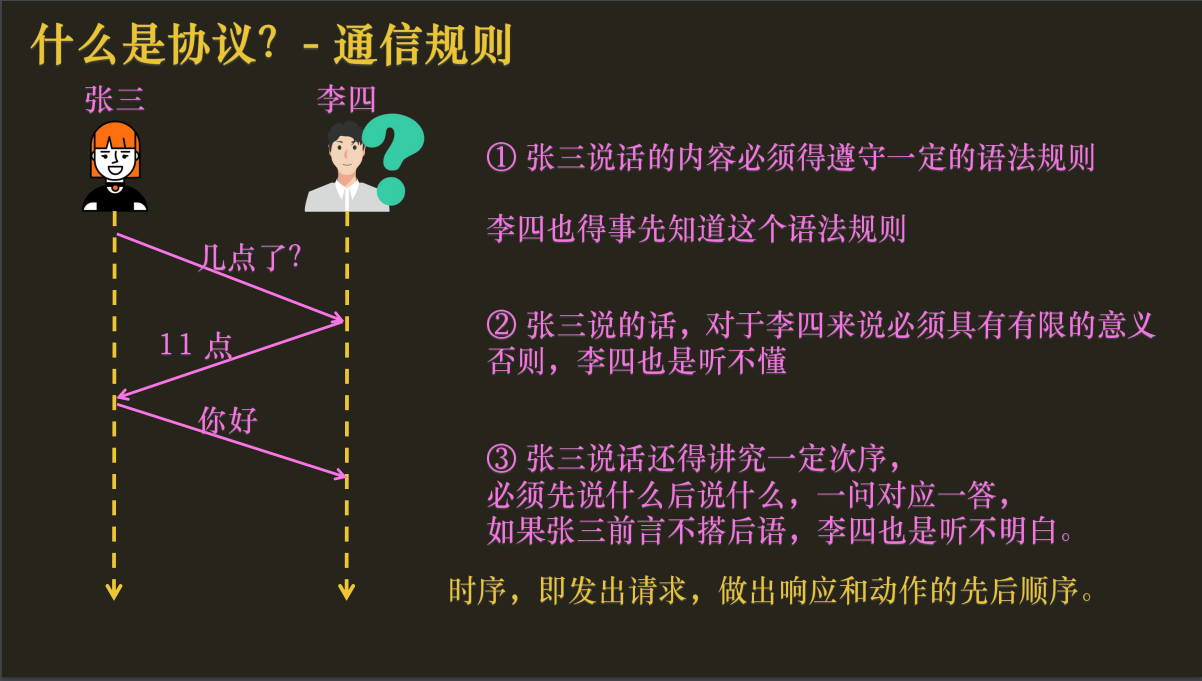 什么是协议？- 通信规则
张三
李四
几点了？
11 点
你好
① 张三说话的内容必须得遵守一定的语法规则
李四也得事先知道这个语法规则
② 张三说的话，对于李四来说必须具有有限的意义
否则，李四也是听不懂
③ 张三说话还得讲究一定次序，
必须先说什么后说什么，一问对应一答，
如果张三前言不搭后语，李四也是听不明白。
时序，即发出请求，做出响应和动作的先后顺序。